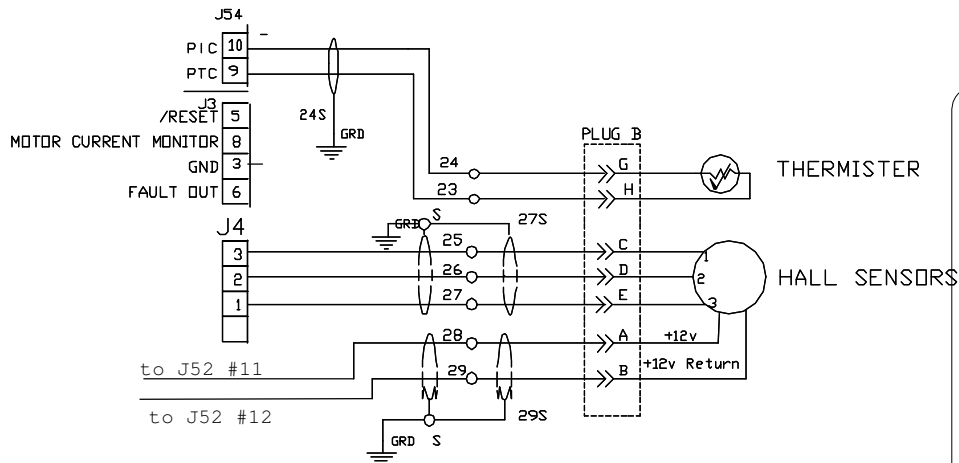 J54
PIC 10
PTC 9
J3
/RESET 5
MOTOR CURRENT MONITOR 8
GND 3
FAULT OUT 6
24S
GRD
PLUG B
24 G
23 H
THERMISTER
J4
GRD S 27S
3 25 C 1
2 26 D 2
1 27 E 3
HALL SENSORS
28 A +12v
29 B +12v Return
to J52 #11
to J52 #12
29S
GRD S